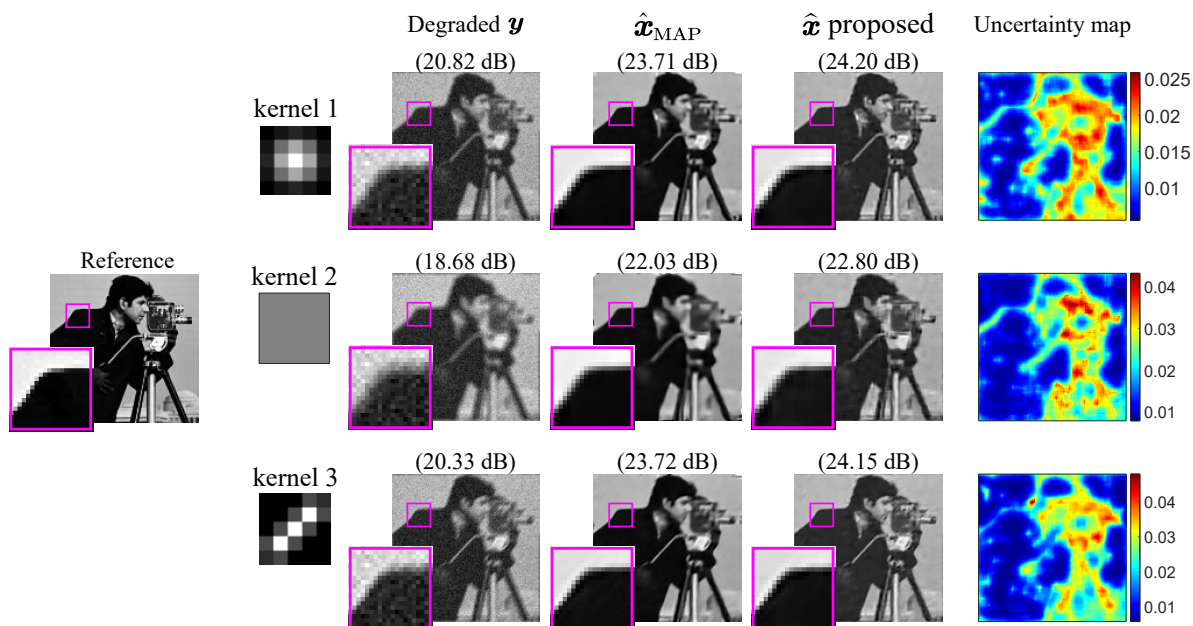 Degraded y x̂MAP x̂ proposed Uncertainty map
(20.82 dB) (23.71 dB) (24.20 dB)
kernel 1
0.025
0.015
0.01
Reference
kernel 2
(18.68 dB) (22.03 dB) (22.80 dB)
0.04
0.03
0.02
0.01
kernel 3
(20.33 dB) (23.72 dB) (24.15 dB)
0.04
0.03
0.02
0.01